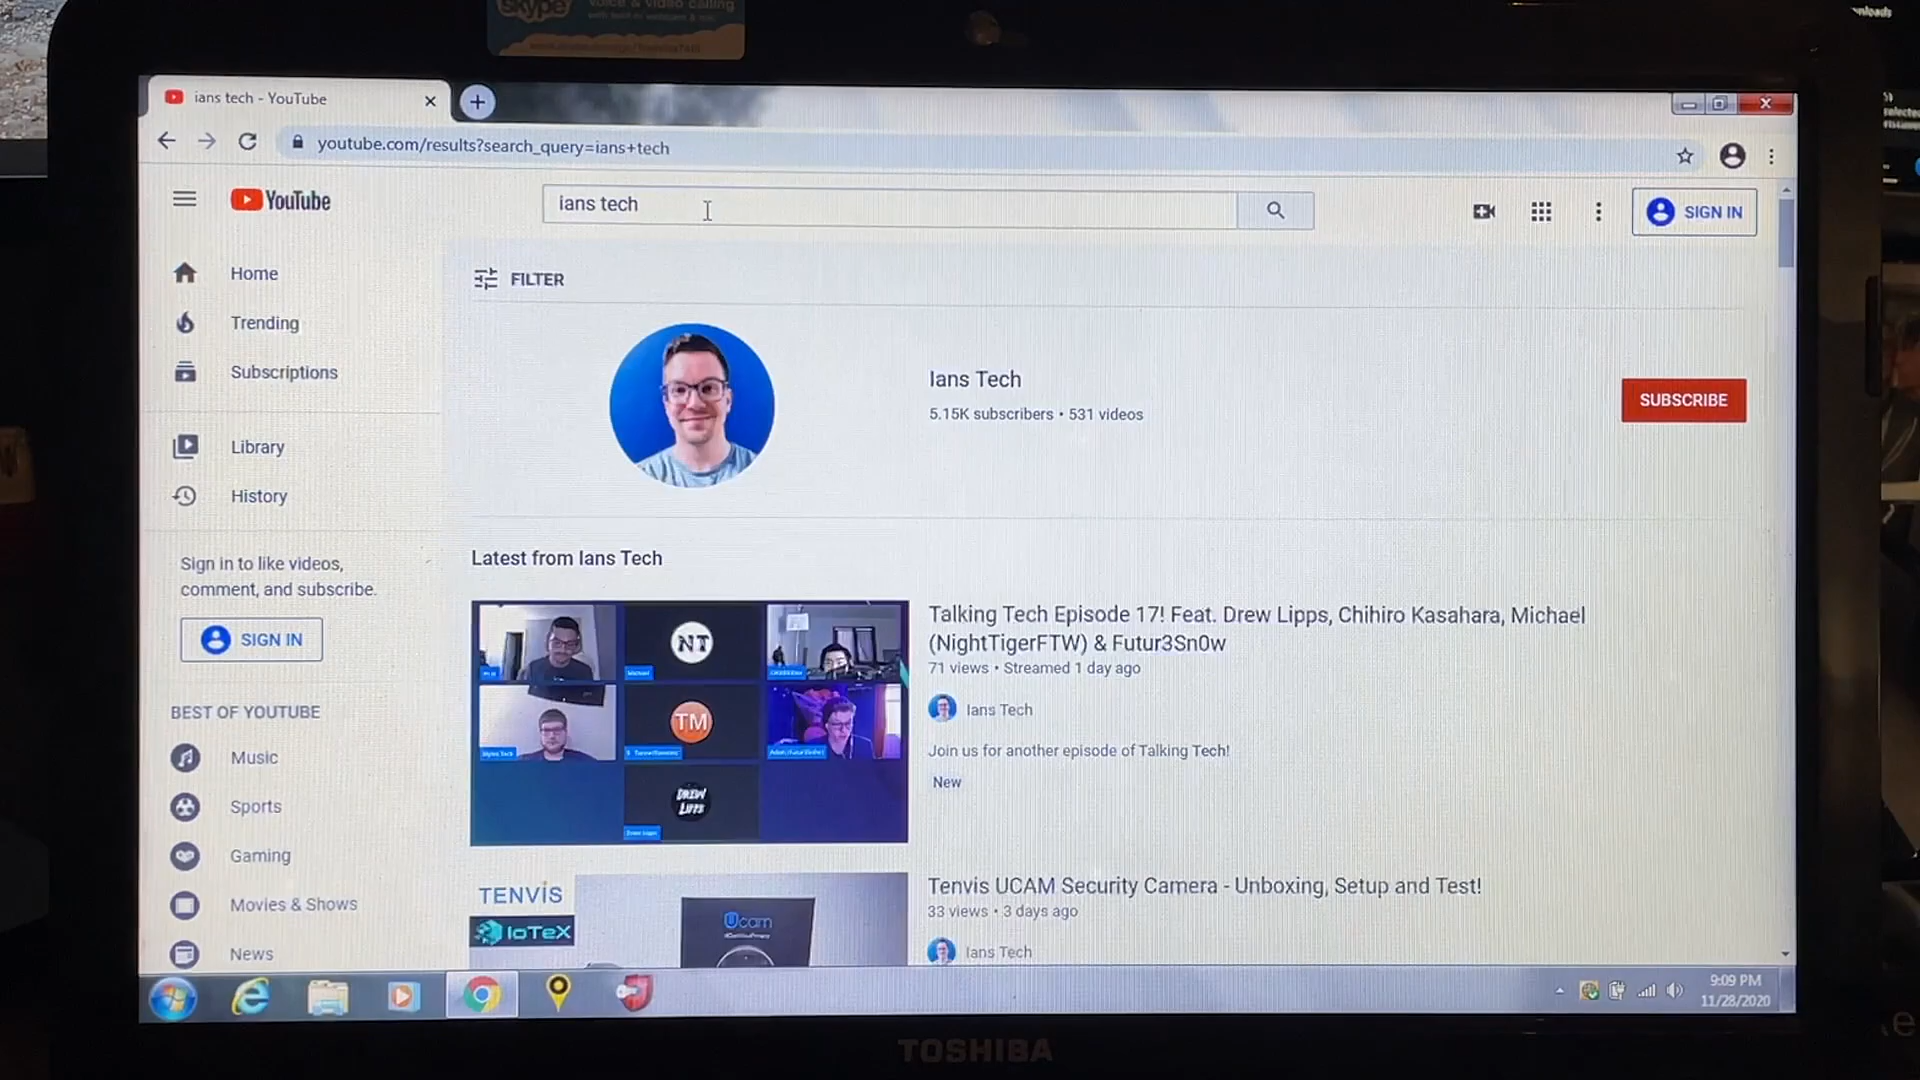 skype
voice & video calling
ians tech - YouTube
youtube.com/results?search_query=ians+tech
YouTube
ians tech
SIGN IN
Home
Trending
Subscriptions
Library
History
Sign in to like videos,
comment, and subscribe.
SIGN IN
BEST OF YOUTUBE
Music
Sports
Gaming
Movies & Shows
News
FILTER
Ians Tech
5.15K subscribers • 531 videos
SUBSCRIBE
Latest from Ians Tech
NT
TM
DREW
LIPPS
Talking Tech Episode 17! Feat. Drew Lipps, Chihiro Kasahara, Michael
(NightTigerFTW) & Futur3Sn0w
71 views • Streamed 1 day ago
Ians Tech
Join us for another episode of Talking Tech!
New
TENVIS
IoTeX
Ucam
Tenvis UCAM Security Camera - Unboxing, Setup and Test!
33 views • 3 days ago
Ians Tech
9:09 PM
11/28/2020
TOSHIBA